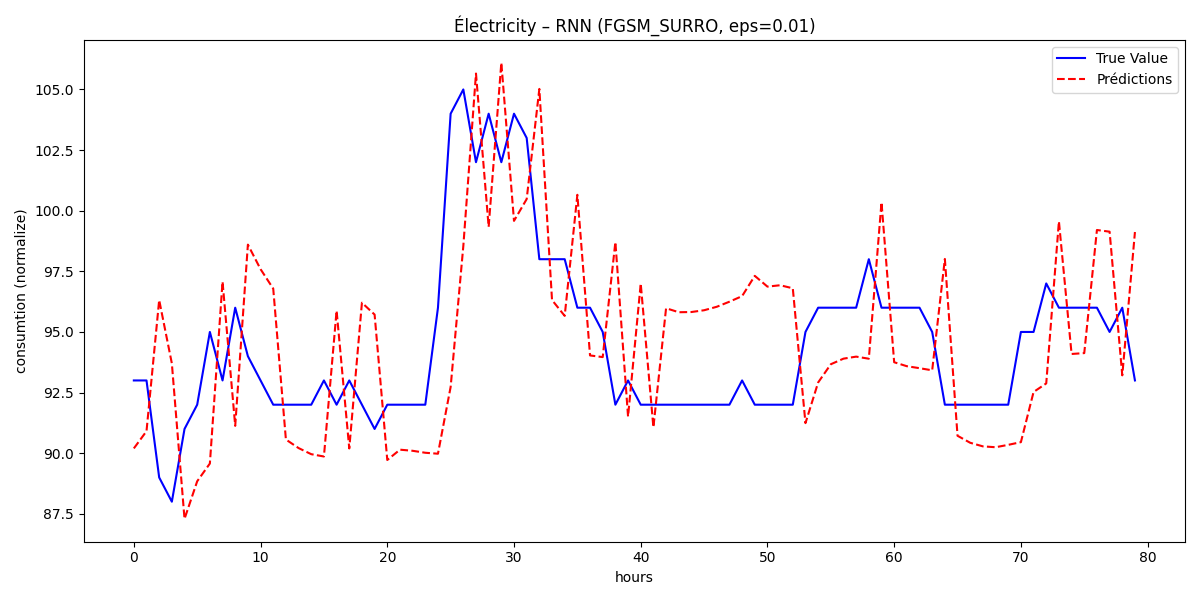 Électricity – RNN (FGSM_SURRO, eps=0.01)
True Value
Prédictions
consumtion (normalize)
105.0
102.5
100.0
97.5
95.0
92.5
90.0
87.5
0 10 20 30 40 50 60 70 80
hours